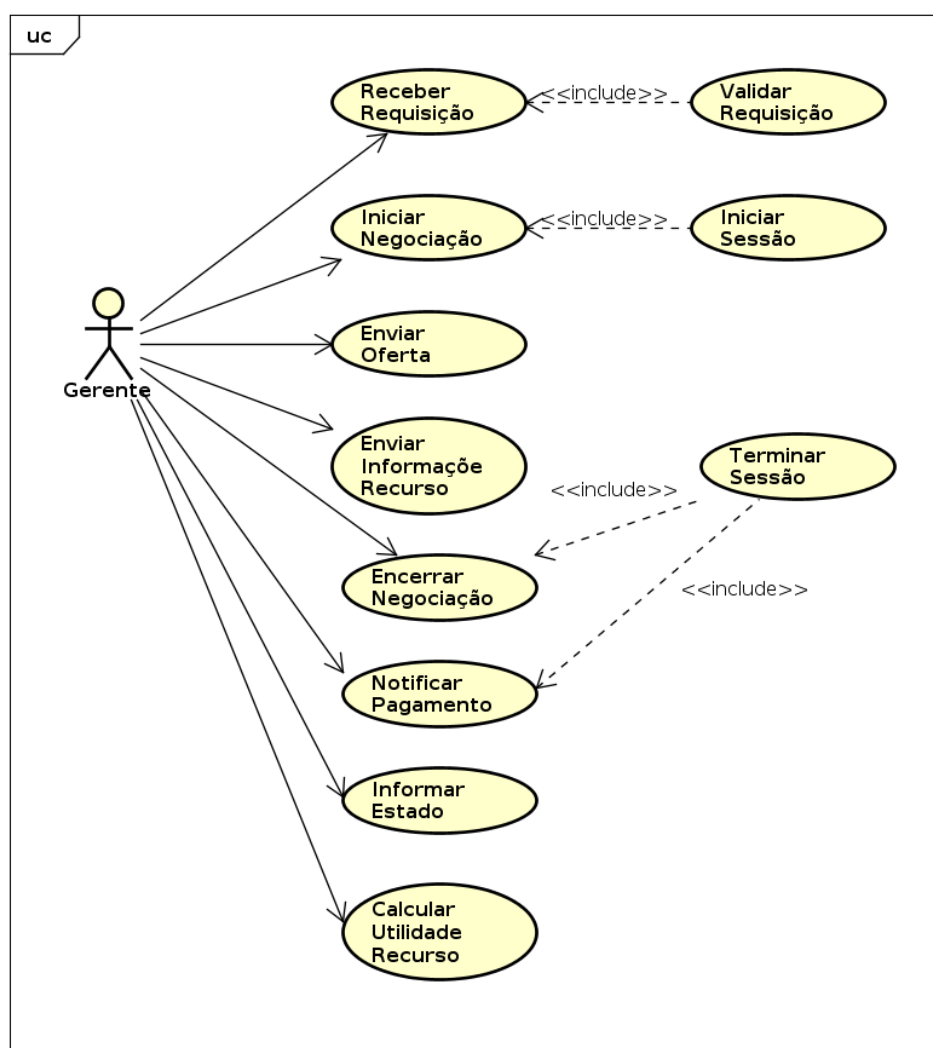 uc
Receber
Requisição
<<include>>
Validar
Requisição
Iniciar
Negociação
<<include>>
Iniciar
Sessão
Gerente
Enviar
Oferta
Enviar
Informaçõe
Recurso
Terminar
Sessão
<<include>>
Encerrar
Negociação
<<include>>
Notificar
Pagamento
Informar
Estado
Calcular
Utilidade
Recurso